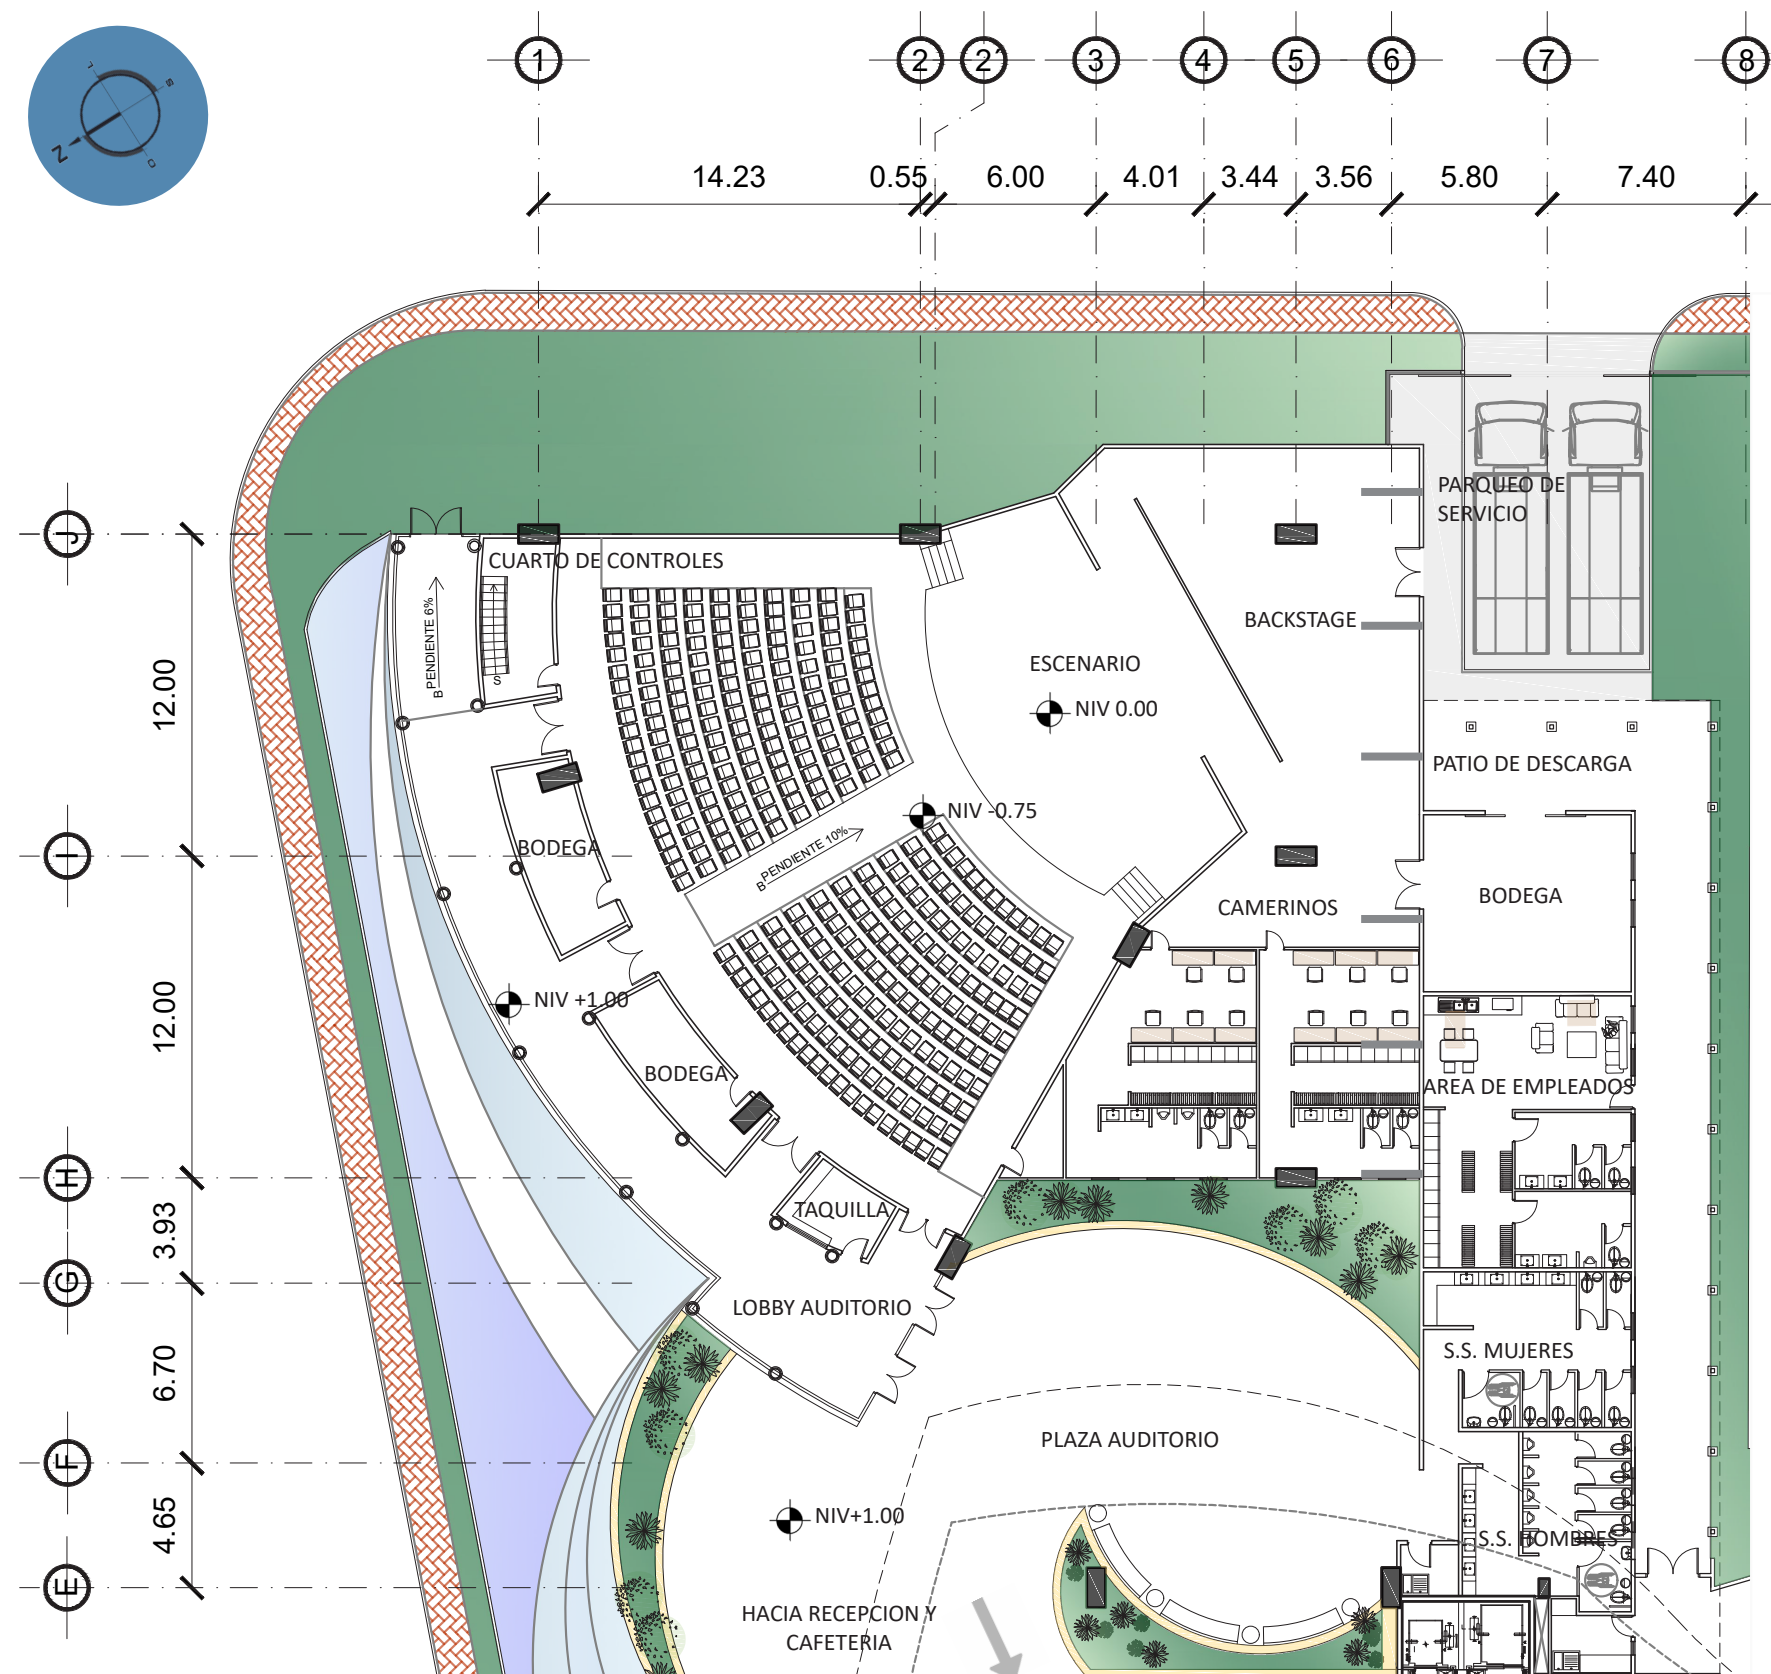 1
2
2'
3
4
5
6
7
8
L
S
N
O
14.23
0.55
6.00
4.01
3.44
3.56
5.80
7.40
J
I
H
G
F
E
12.00
12.00
3.93
6.70
4.65
PARQUEO DE
SERVICIO
CUARTO DE CONTROLES
B
PENDIENTE 6%
S
BACKSTAGE
ESCENARIO
NIV 0.00
PATIO DE DESCARGA
NIV -0.75
B
PENDIENTE 10%
BODEGA
BODEGA
CAMERINOS
NIV +1.00
BODEGA
AREA DE EMPLEADOS
TAQUILLA
LOBBY AUDITORIO
S.S. MUJERES
PLAZA AUDITORIO
NIV+1.00
S.S. HOMBRES
HACIA RECEPCION Y
CAFETERIA